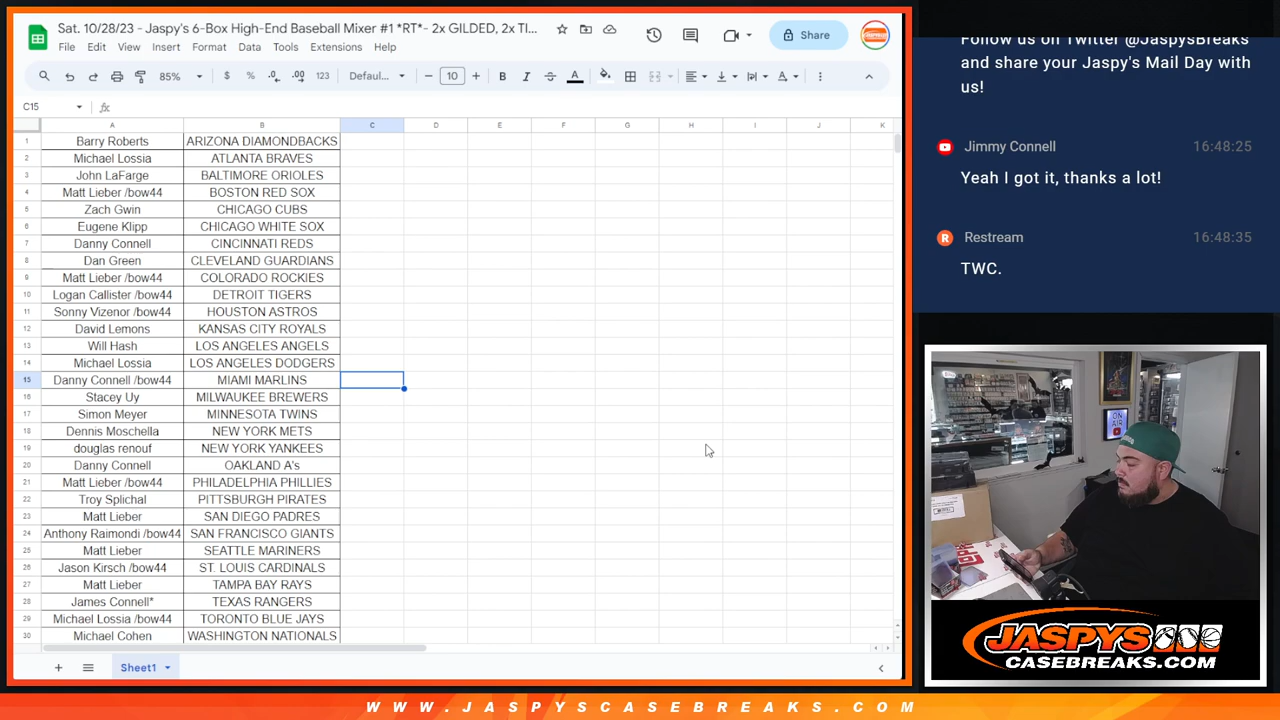 Sat. 10/28/23 - Jaspy's 6-Box High-End Baseball Mixer #1 *RT*- 2x GILDED, 2x TI...
File Edit View Insert Format Data Tools Extensions Help
Share
85% $ % .0 .00 123 Defaul... 10 B I A
C15 fx
A B C D E F G H I J K
1 Barry Roberts ARIZONA DIAMONDBACKS
2 Michael Lossia ATLANTA BRAVES
3 John LaFarge BALTIMORE ORIOLES
4 Matt Lieber /bow44 BOSTON RED SOX
5 Zach Gwin CHICAGO CUBS
6 Eugene Klipp CHICAGO WHITE SOX
7 Danny Connell CINCINNATI REDS
8 Dan Green CLEVELAND GUARDIANS
9 Matt Lieber /bow44 COLORADO ROCKIES
10 Logan Callister /bow44 DETROIT TIGERS
11 Sonny Vizenor /bow44 HOUSTON ASTROS
12 David Lemons KANSAS CITY ROYALS
13 Will Hash LOS ANGELES ANGELS
14 Michael Lossia LOS ANGELES DODGERS
15 Danny Connell /bow44 MIAMI MARLINS
16 Stacey Uy MILWAUKEE BREWERS
17 Simon Meyer MINNESOTA TWINS
18 Dennis Moschella NEW YORK METS
19 douglas renouf NEW YORK YANKEES
20 Danny Connell OAKLAND A's
21 Matt Lieber /bow44 PHILADELPHIA PHILLIES
22 Troy Splichal PITTSBURGH PIRATES
23 Matt Lieber SAN DIEGO PADRES
24 Anthony Raimondi /bow44 SAN FRANCISCO GIANTS
25 Matt Lieber SEATTLE MARINERS
26 Jason Kirsch /bow44 ST. LOUIS CARDINALS
27 Matt Lieber TAMPA BAY RAYS
28 James Connell* TEXAS RANGERS
29 Michael Lossia /bow44 TORONTO BLUE JAYS
30 Michael Cohen WASHINGTON NATIONALS
Sheet1
Follow us on Twitter @JaspysBreaks
and share your Jaspy's Mail Day with
us!
Jimmy Connell 16:48:25
Yeah I got it, thanks a lot!
Restream 16:48:35
TWC.
ON
AIR
JASPYS
CASEBREAKS.COM
WWW.JASPYSCASEBREAKS.COM